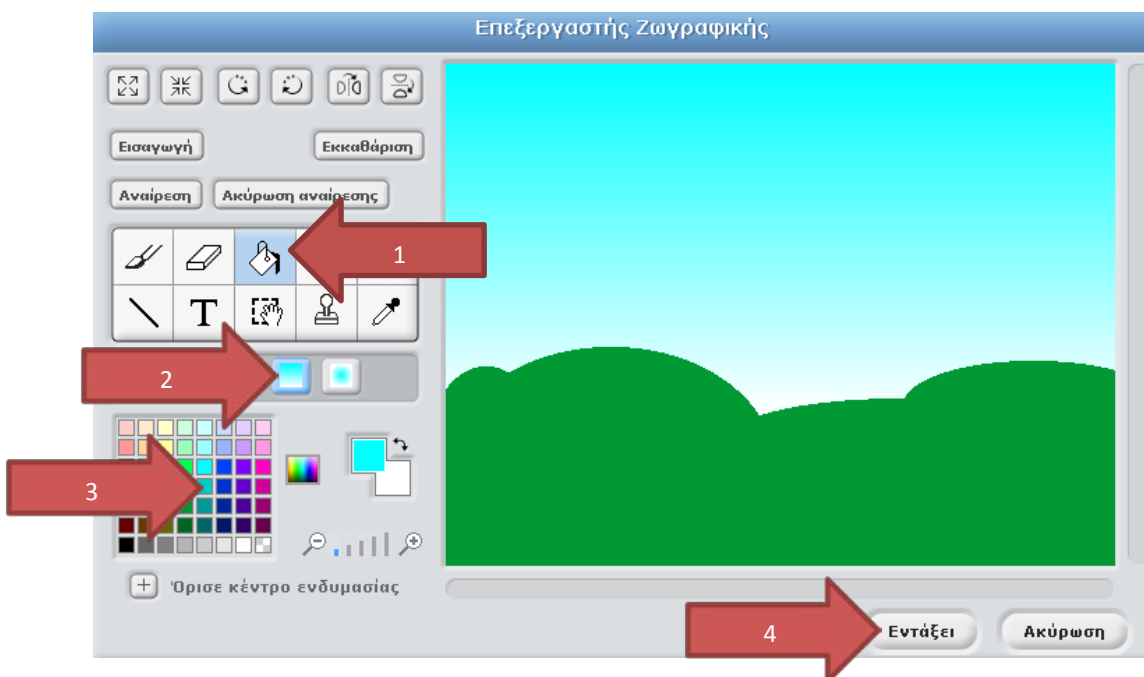 Επεξεργαστής Ζωγραφικής
Εισαγωγή Εκκαθάριση
Αναίρεση Ακύρωση αναίρεσης
1
T
2
3
Όρισε κέντρο ενδυμασίας
4 Εντάξει Ακύρωση